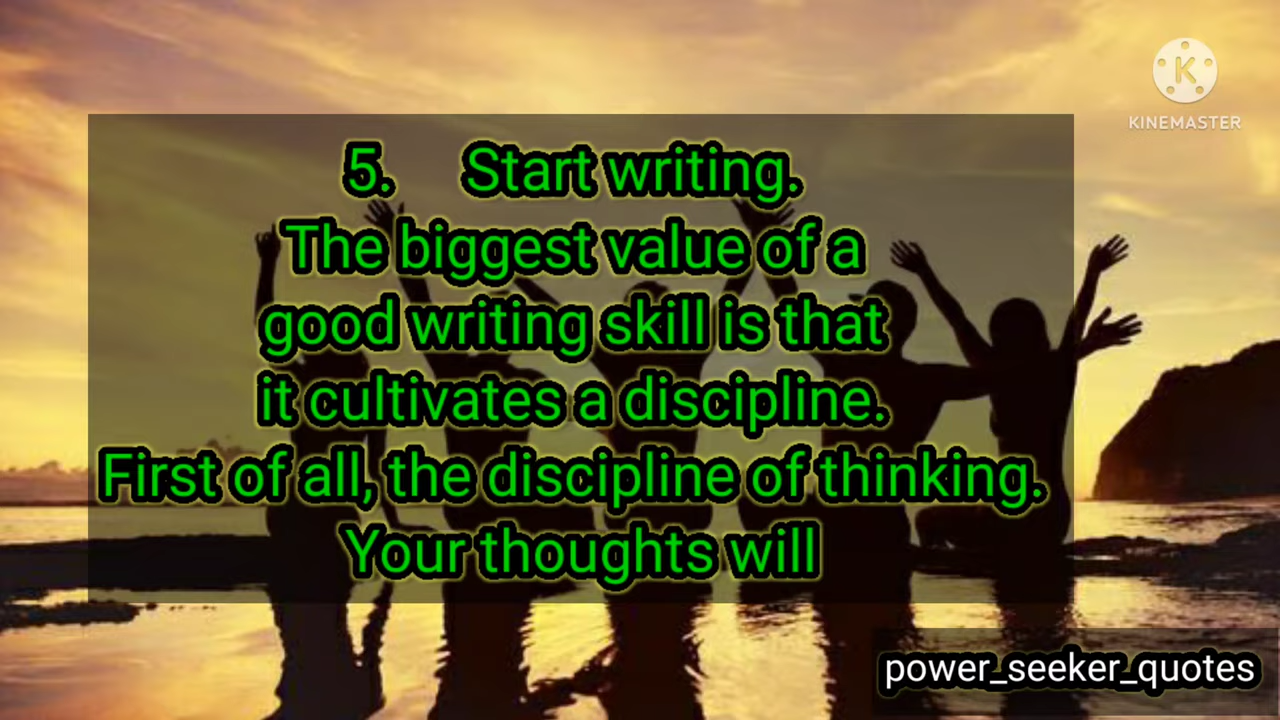 KINEMASTER
5. Start writing.
The biggest value of a
good writing skill is that
it cultivates a discipline.
First of all, the discipline of thinking.
Your thoughts will
power_seeker_quotes